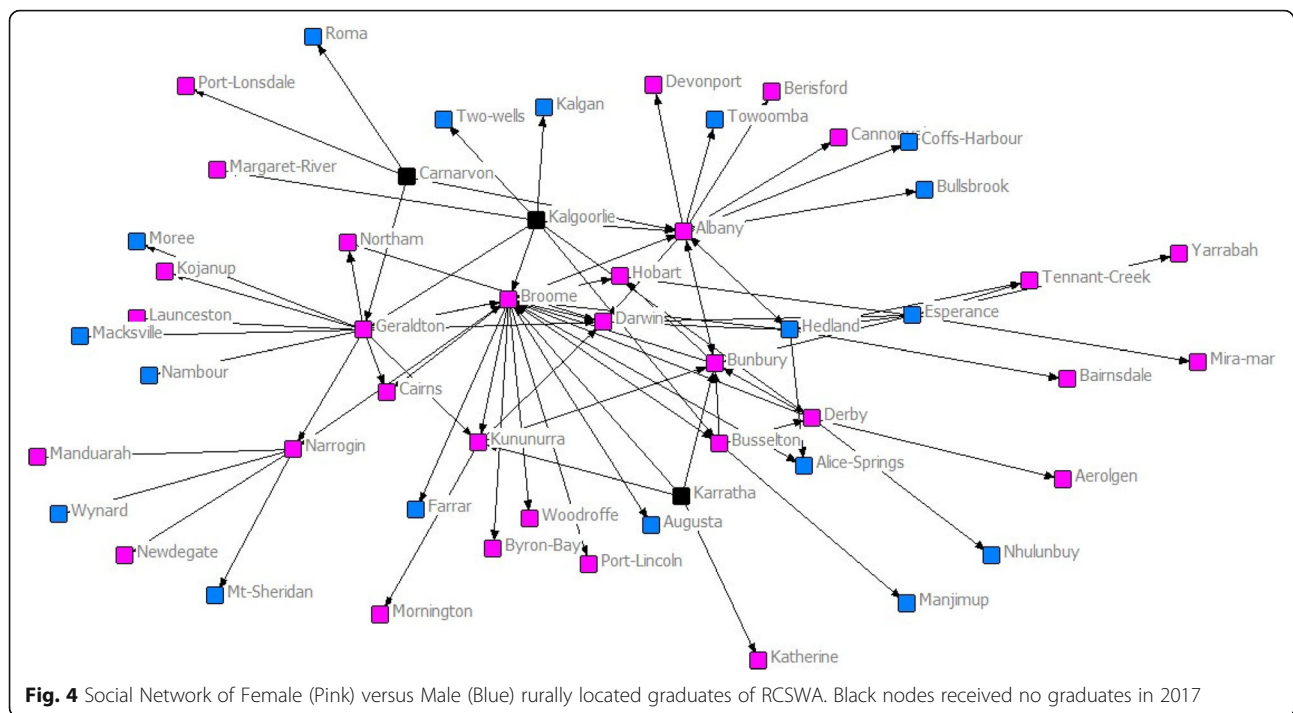 Roma
Port-Lonsdale
Devonport
Berisford
Two-wells
Kalgan
Towoomba
Coffs-Harbour
Margaret-River
Carnarvon
Bullsbrook
Kalgoorlie
Albany
Moree
Northam
Yarrabah
Kojanup
Hobart
Tennant-Creek
Broome
Launceston
Geraldton
Darwin
Hedland
Esperance
Macksville
Nambour
Bunbury
Mira-mar
Cairns
Bairnsdale
Derby
Manduarah
Narrogin
Kununurra
Busselton
Alice-Springs
Aerolgen
Karratha
Wynard
Farrar
Woodroffe
Augusta
Newdegate
Byron-Bay
Port-Lincoln
Nhulunbuy
Mt-Sheridan
Mornington
Manjimup
Katherine
Fig. 4 Social Network of Female (Pink) versus Male (Blue) rurally located graduates of RCSWA. Black nodes received no graduates in 2017